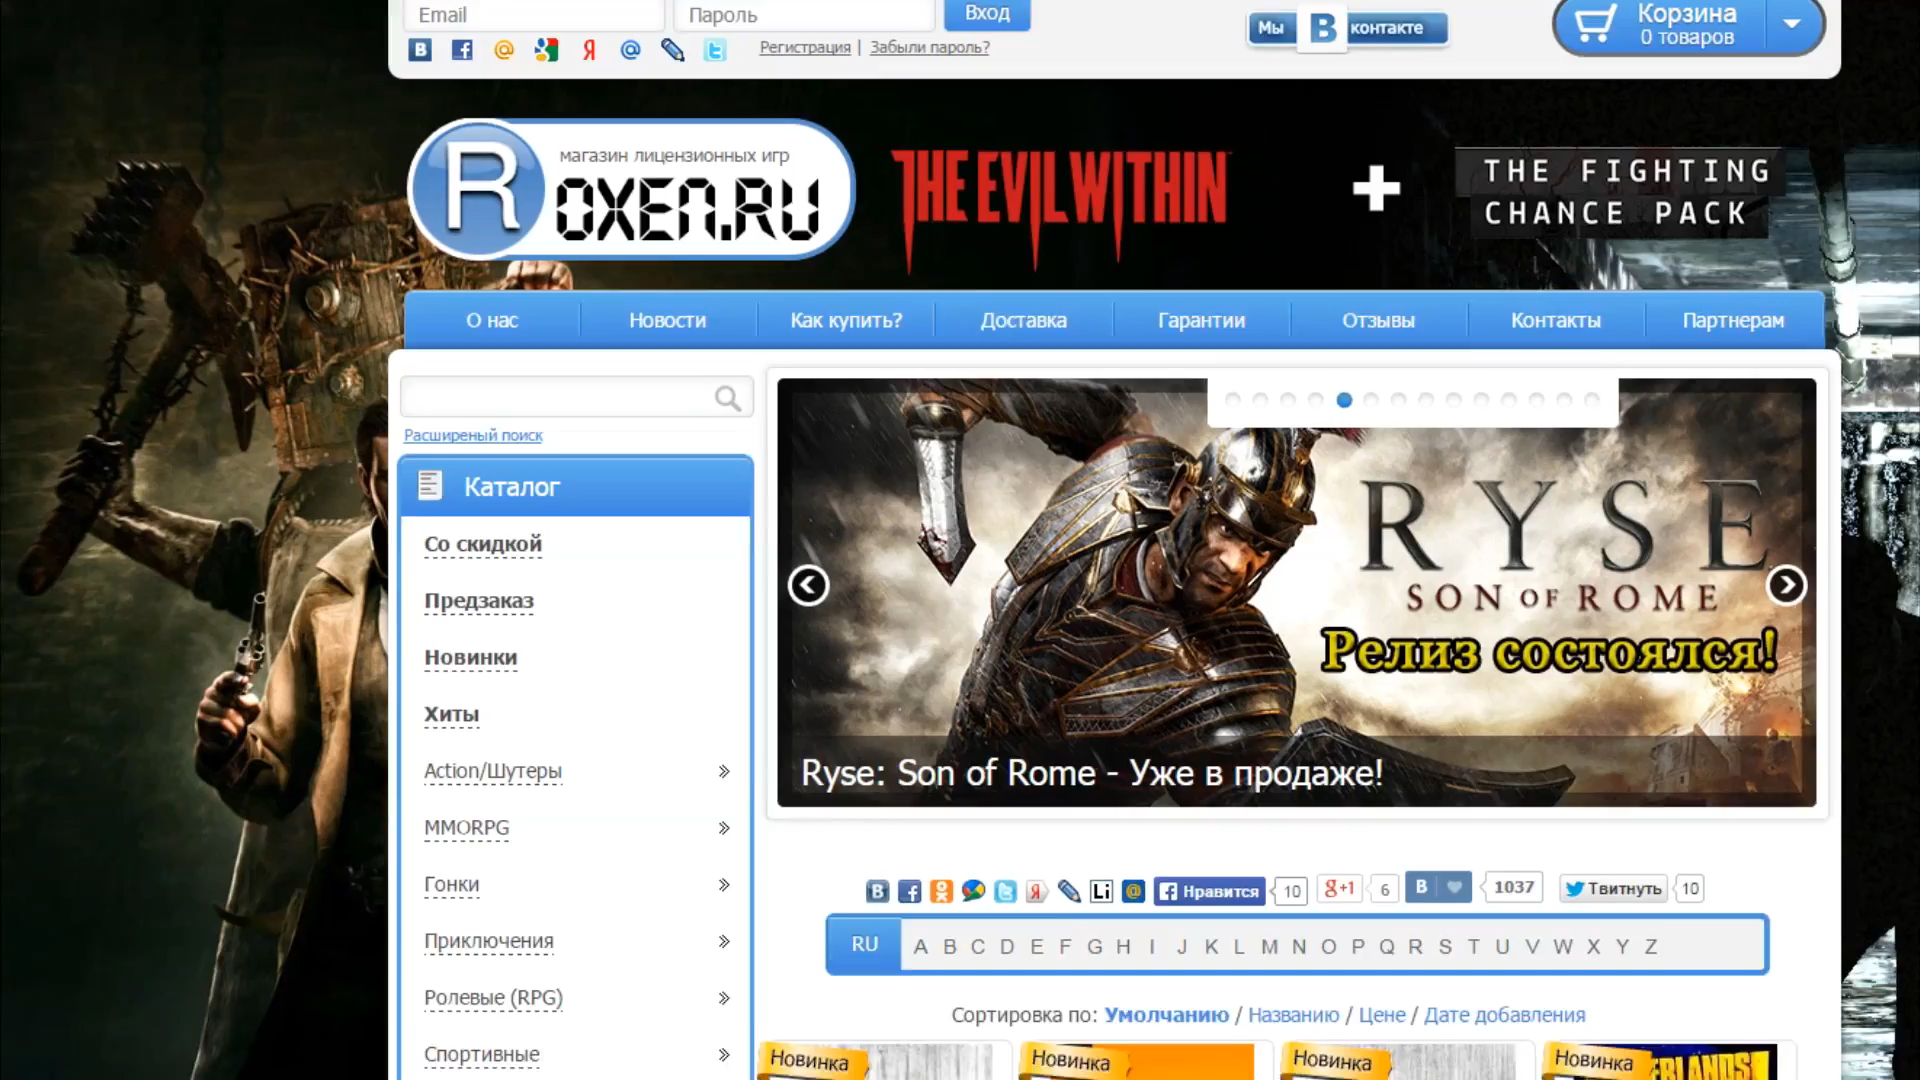 Email
Пароль
Вход
Регистрация | Забыли пароль?
Мы В контакте
Корзина
0 товаров
магазин лицензионных игр
ROXEN.RU
THE EVIL WITHIN
+
THE FIGHTING
CHANCE PACK
О нас
Новости
Как купить?
Доставка
Гарантии
Отзывы
Контакты
Партнерам
Расширеный поиск
Каталог
Со скидкой
Предзаказ
Новинки
Хиты
Action/Шутеры
MMORPG
Гонки
Приключения
Ролевые (RPG)
Спортивные
RYSE
SON OF ROME
Релиз состоялся!
Ryse: Son of Rome - Уже в продаже!
Нравится 10 g+1 6 В 1037 Твитнуть 10
RU A B C D E F G H I J K L M N O P Q R S T U V W X Y Z
Сортировка по: Умолчанию / Названию / Цене / Дате добавления
Новинка
Новинка
Новинка
Новинка